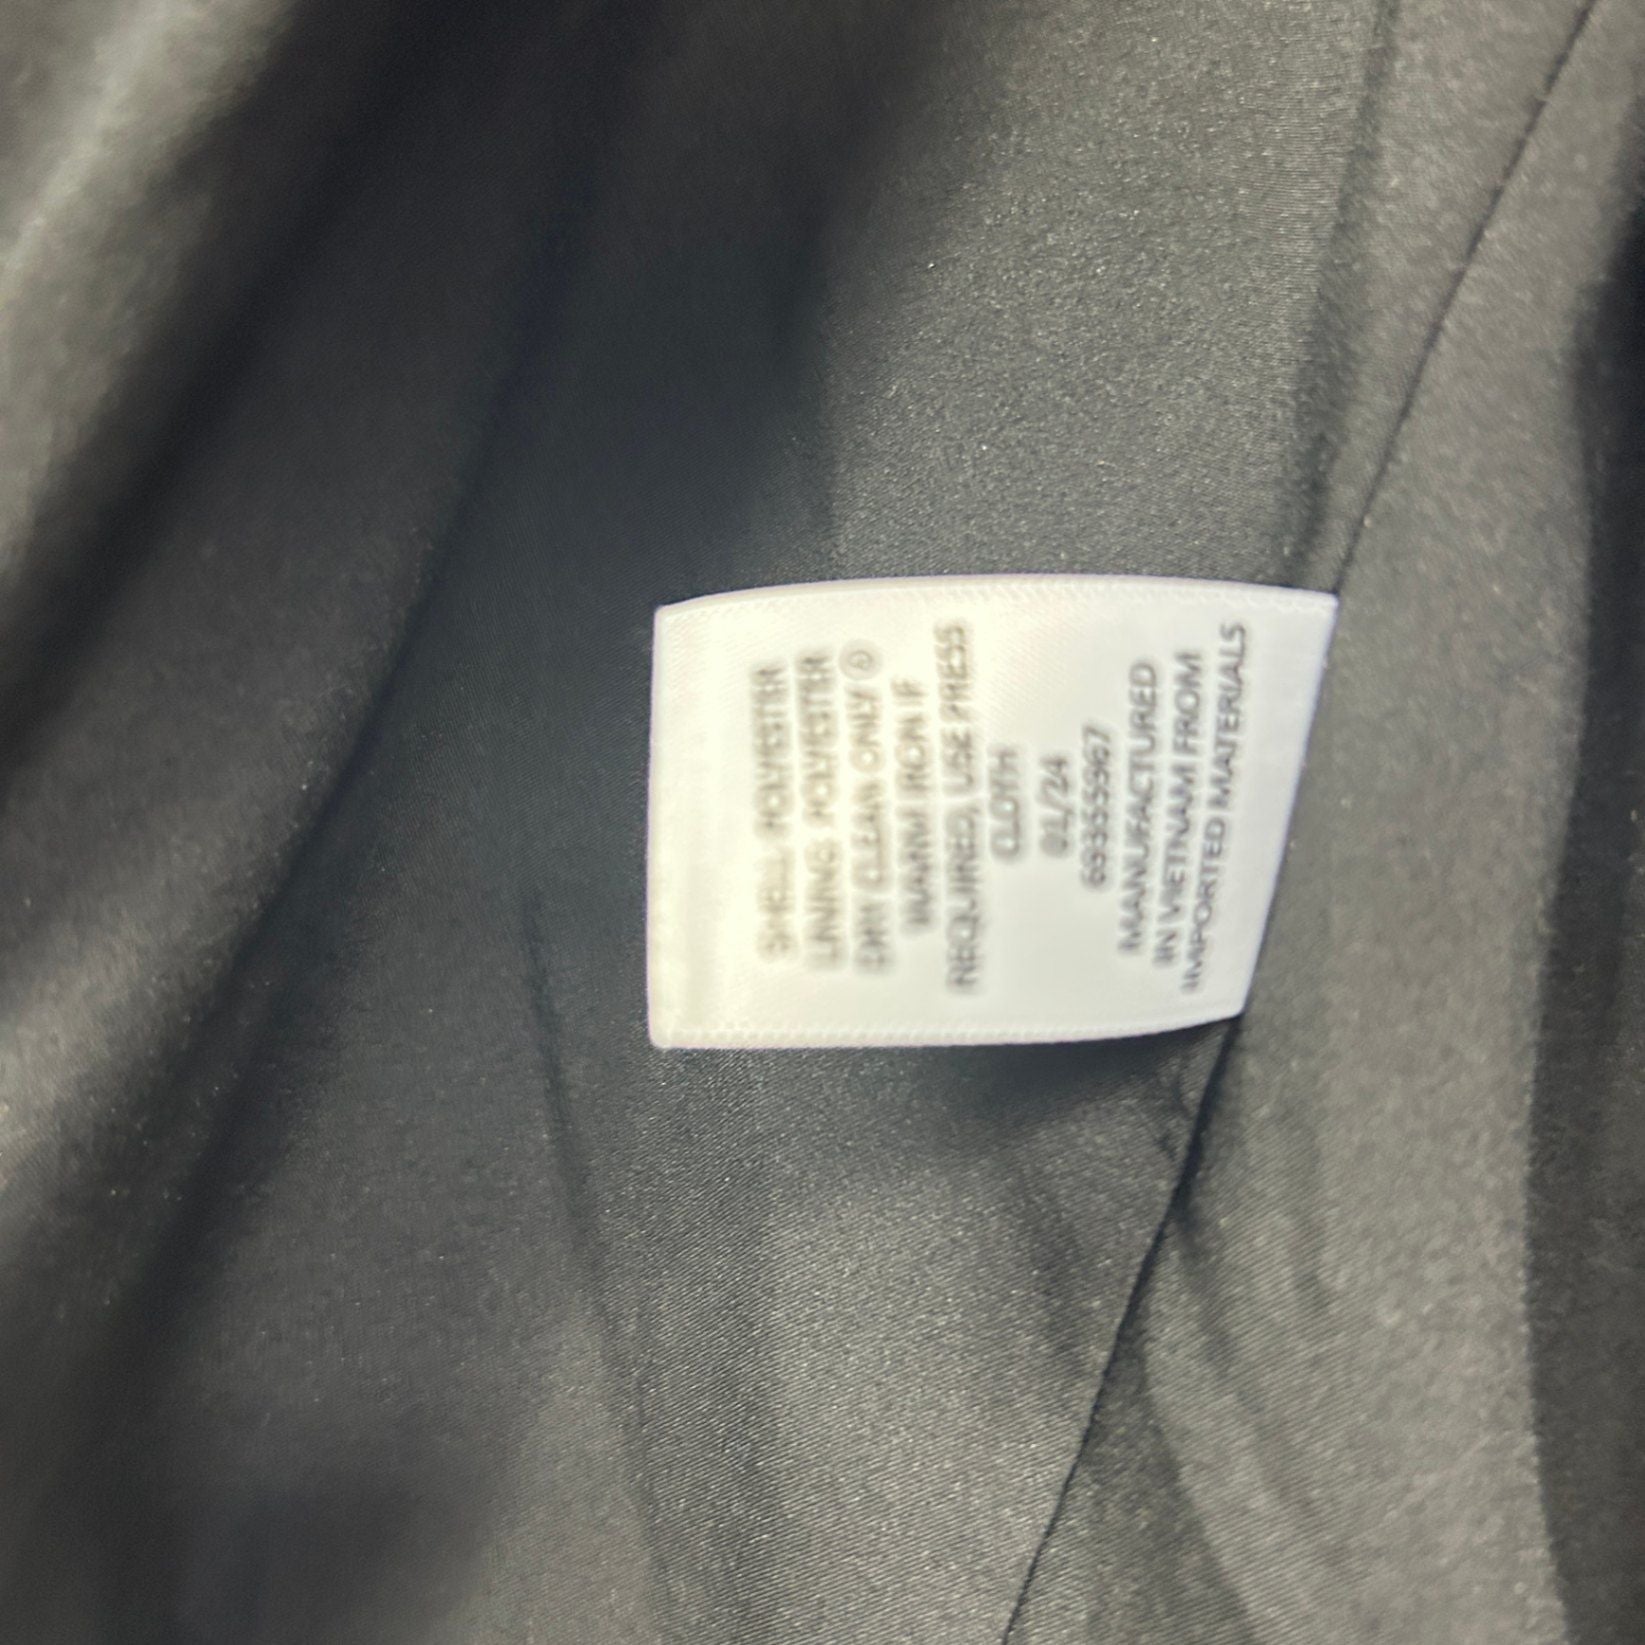 SHELL: POLYESTER
LINING: POLYESTER
DRY CLEAN ONLY
WARM IRON IF
REQUIRED, USE PRESS
CLOTH
01/24
MANUFACTURED
IN VIETNAM FROM
IMPORTED MATERIALS